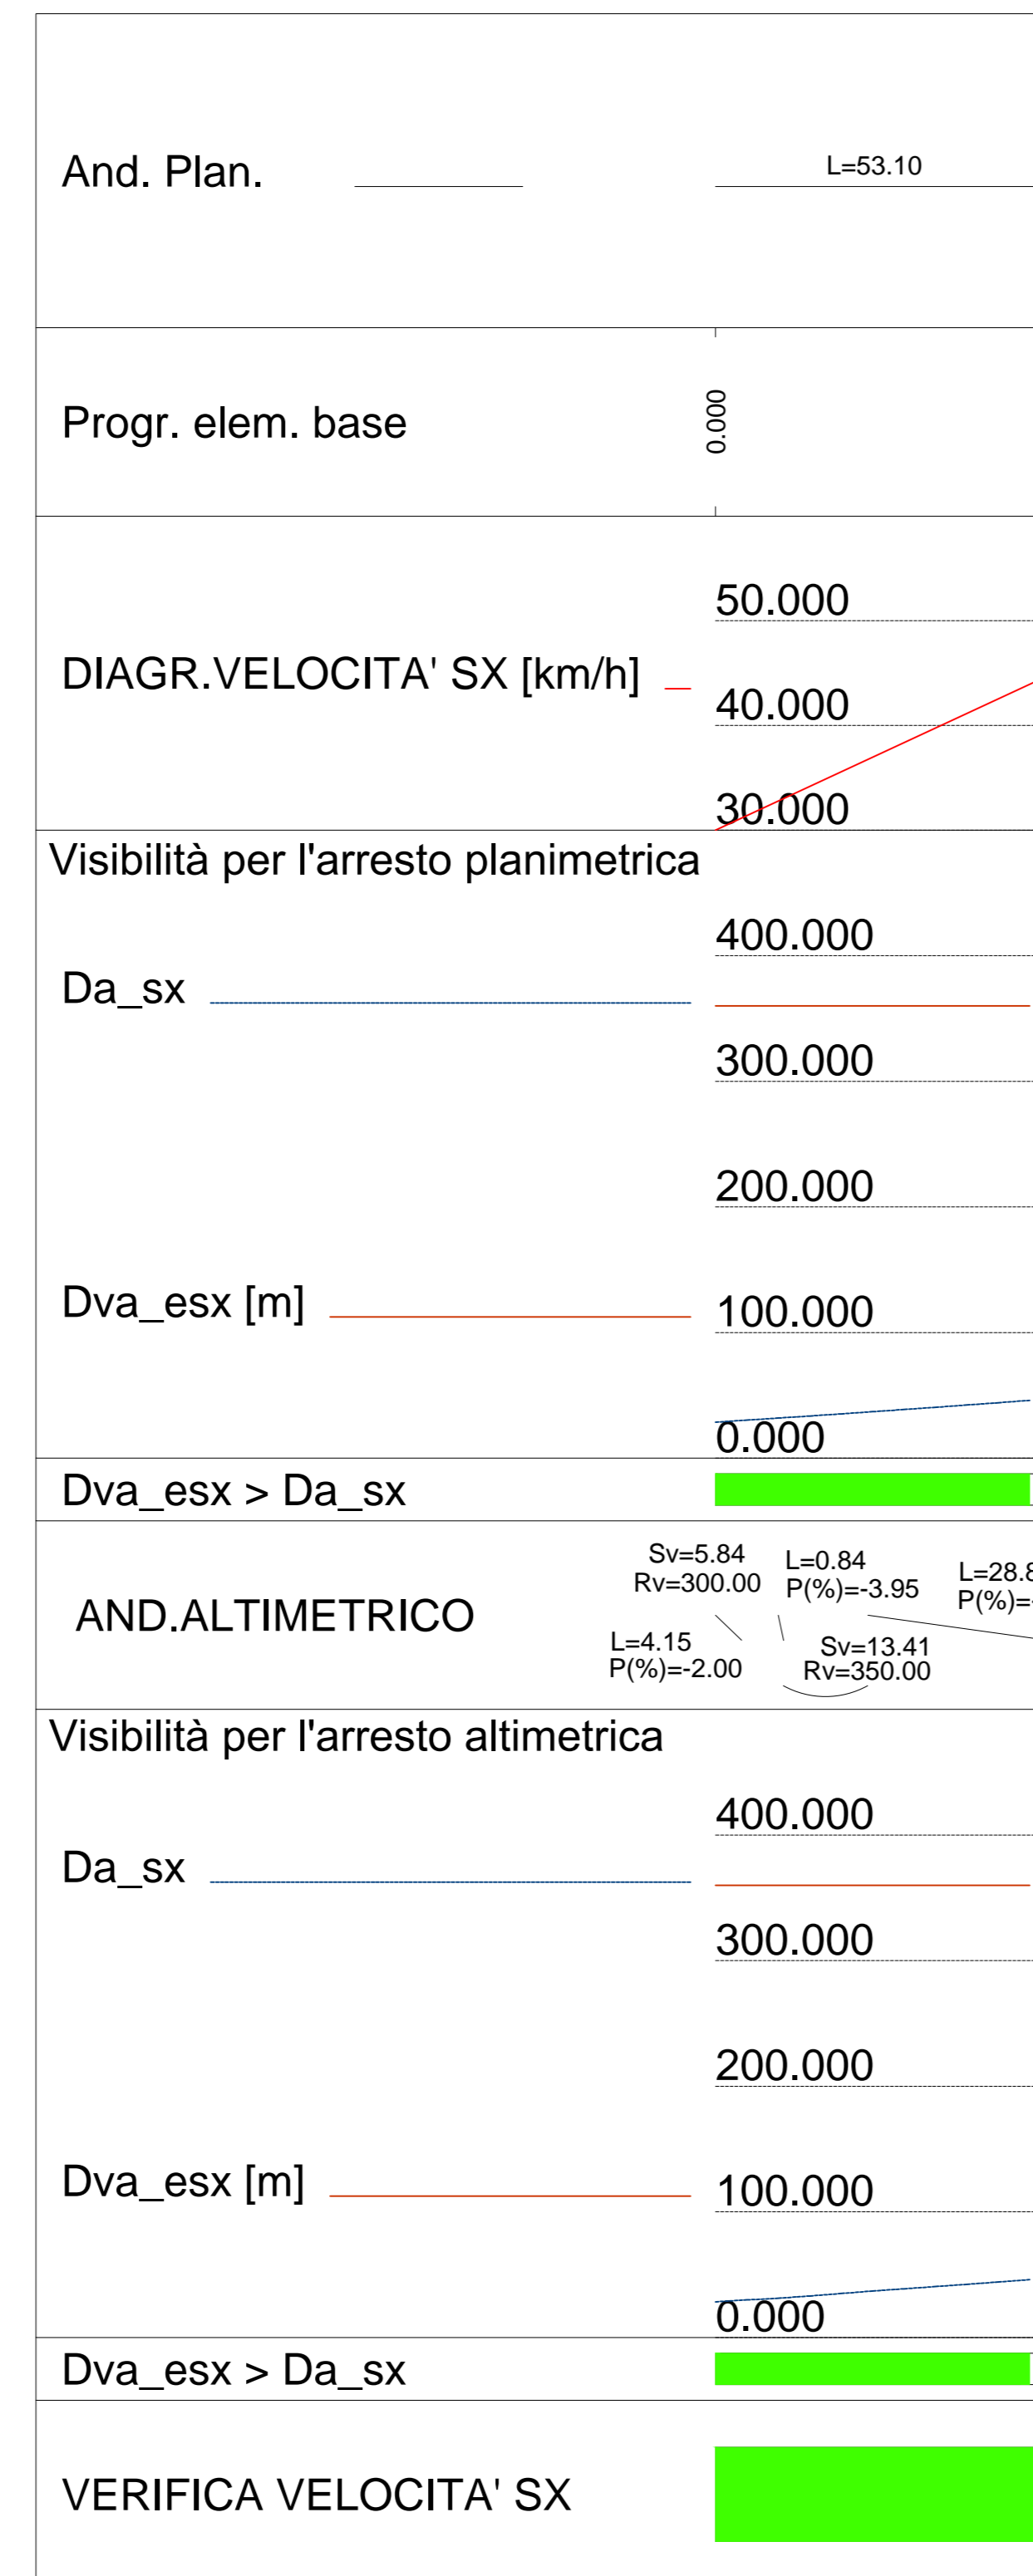 And. Plan.
L=53.10
Progr. elem. base
0.000
50.000
DIAGR.VELOCITA' SX [km/h]
40.000
30.000
Visibilità per l'arresto planimetrica
400.000
Da_sx
300.000
200.000
Dva_esx [m]
100.000
0.000
Dva_esx > Da_sx
AND.ALTIMETRICO
Sv=5.84
Rv=300.00
L=0.84
P(%)=-3.95
L=28.8
P(%)=-
L=4.15
P(%)=-2.00
Sv=13.41
Rv=350.00
Visibilità per l'arresto altimetrica
400.000
Da_sx
300.000
200.000
Dva_esx [m]
100.000
0.000
Dva_esx > Da_sx
VERIFICA VELOCITA' SX